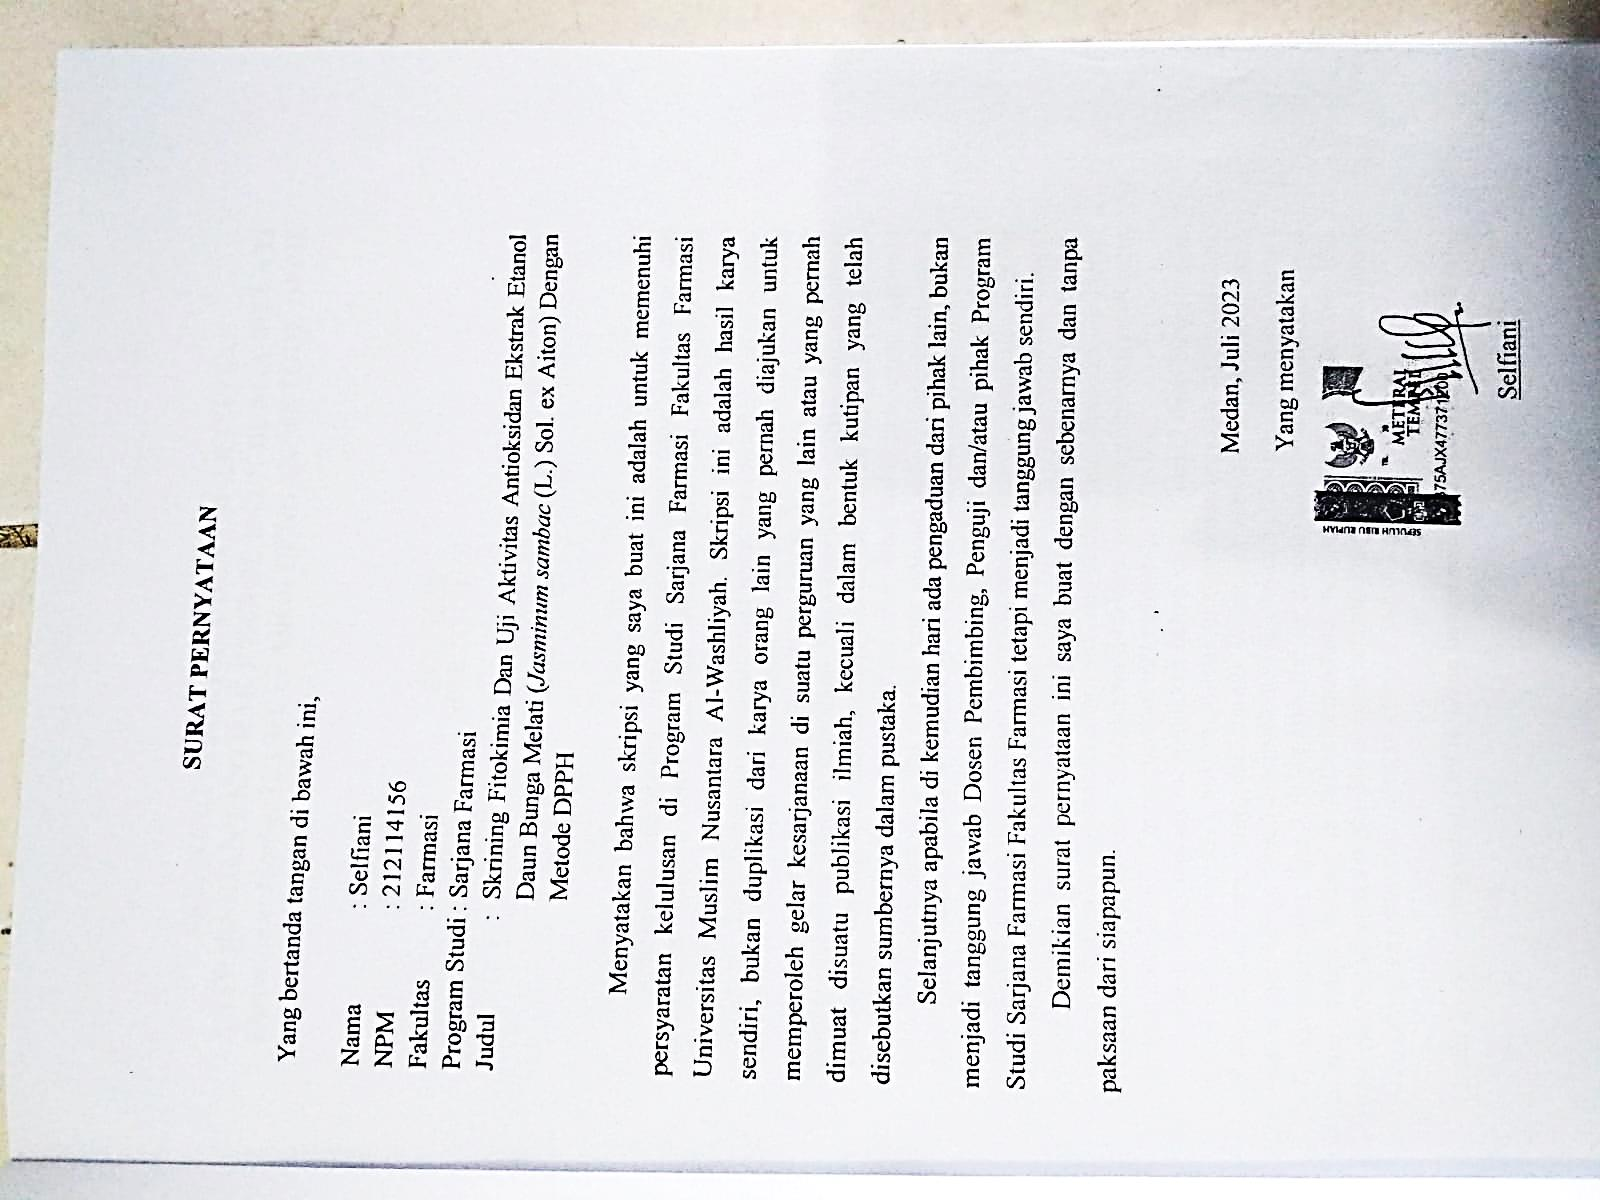 SURAT PERNYATAAN
Yang bertanda tangan di bawah ini,
Nama : Selfiani
NPM : 212114156
Fakultas : Farmasi
Program Studi : Sarjana Farmasi
Judul : Skrining Fitokimia Dan Uji Aktivitas Antioksidan Ekstrak Etanol
Daun Bunga Melati (Jasminum sambac (L.) Sol. ex Aiton) Dengan
Metode DPPH
Menyatakan bahwa skripsi yang saya buat ini adalah untuk memenuhi
persyaratan kelulusan di Program Studi Sarjana Farmasi Fakultas Farmasi
Universitas Muslim Nusantara Al-Washliyah. Skripsi ini adalah hasil karya
sendiri, bukan duplikasi dari karya orang lain yang pernah diajukan untuk
memperoleh gelar kesarjanaan di suatu perguruan yang lain atau yang pernah
dimuat disuatu publikasi ilmiah, kecuali dalam bentuk kutipan yang telah
disebutkan sumbernya dalam pustaka.
Selanjutnya apabila di kemudian hari ada pengaduan dari pihak lain, bukan
menjadi tanggung jawab Dosen Pembimbing, Penguji dan/atau pihak Program
Studi Sarjana Farmasi Fakultas Farmasi tetapi menjadi tanggung jawab sendiri.
Demikian surat pernyataan ini saya buat dengan sebenarnya dan tanpa
paksaan dari siapapun.
Medan, Juli 2023
Yang menyatakan
SEPULUH RIBU RUPIAH
METERAI
TEMPEL
Selfiani